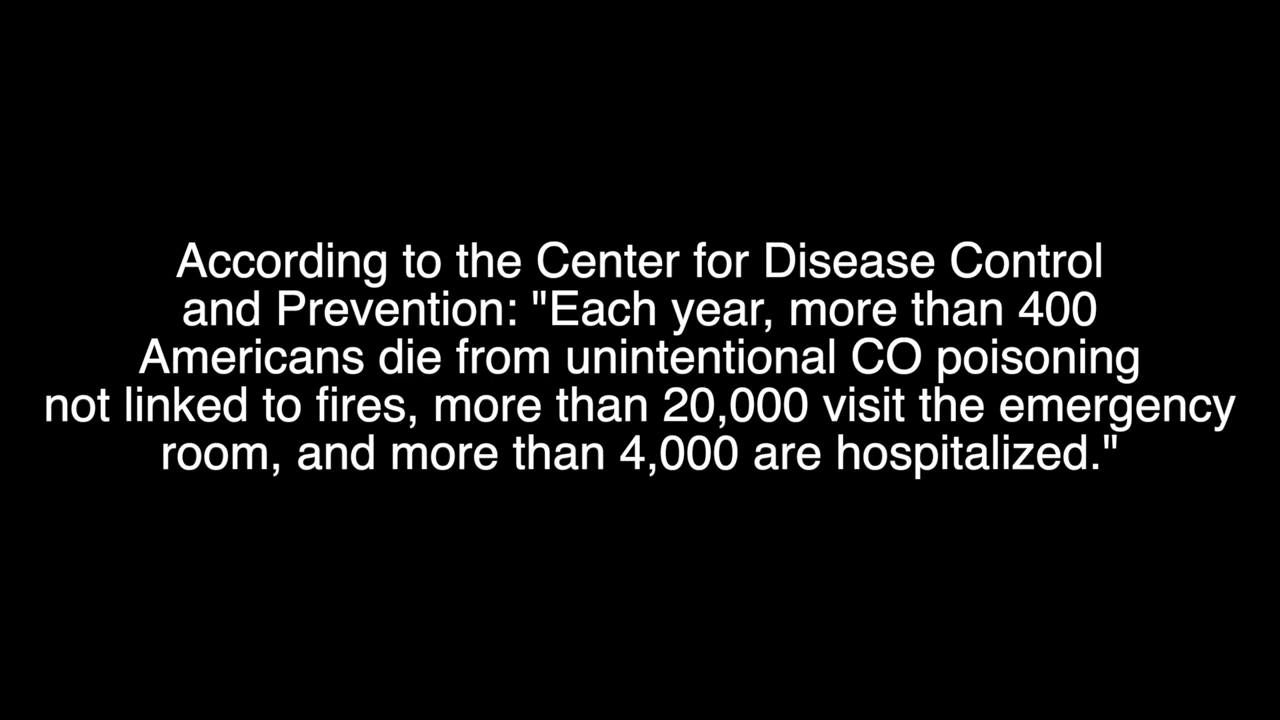 According to the Center for Disease Control
and Prevention: "Each year, more than 400
Americans die from unintentional CO poisoning
not linked to fires, more than 20,000 visit the emergency
room, and more than 4,000 are hospitalized."